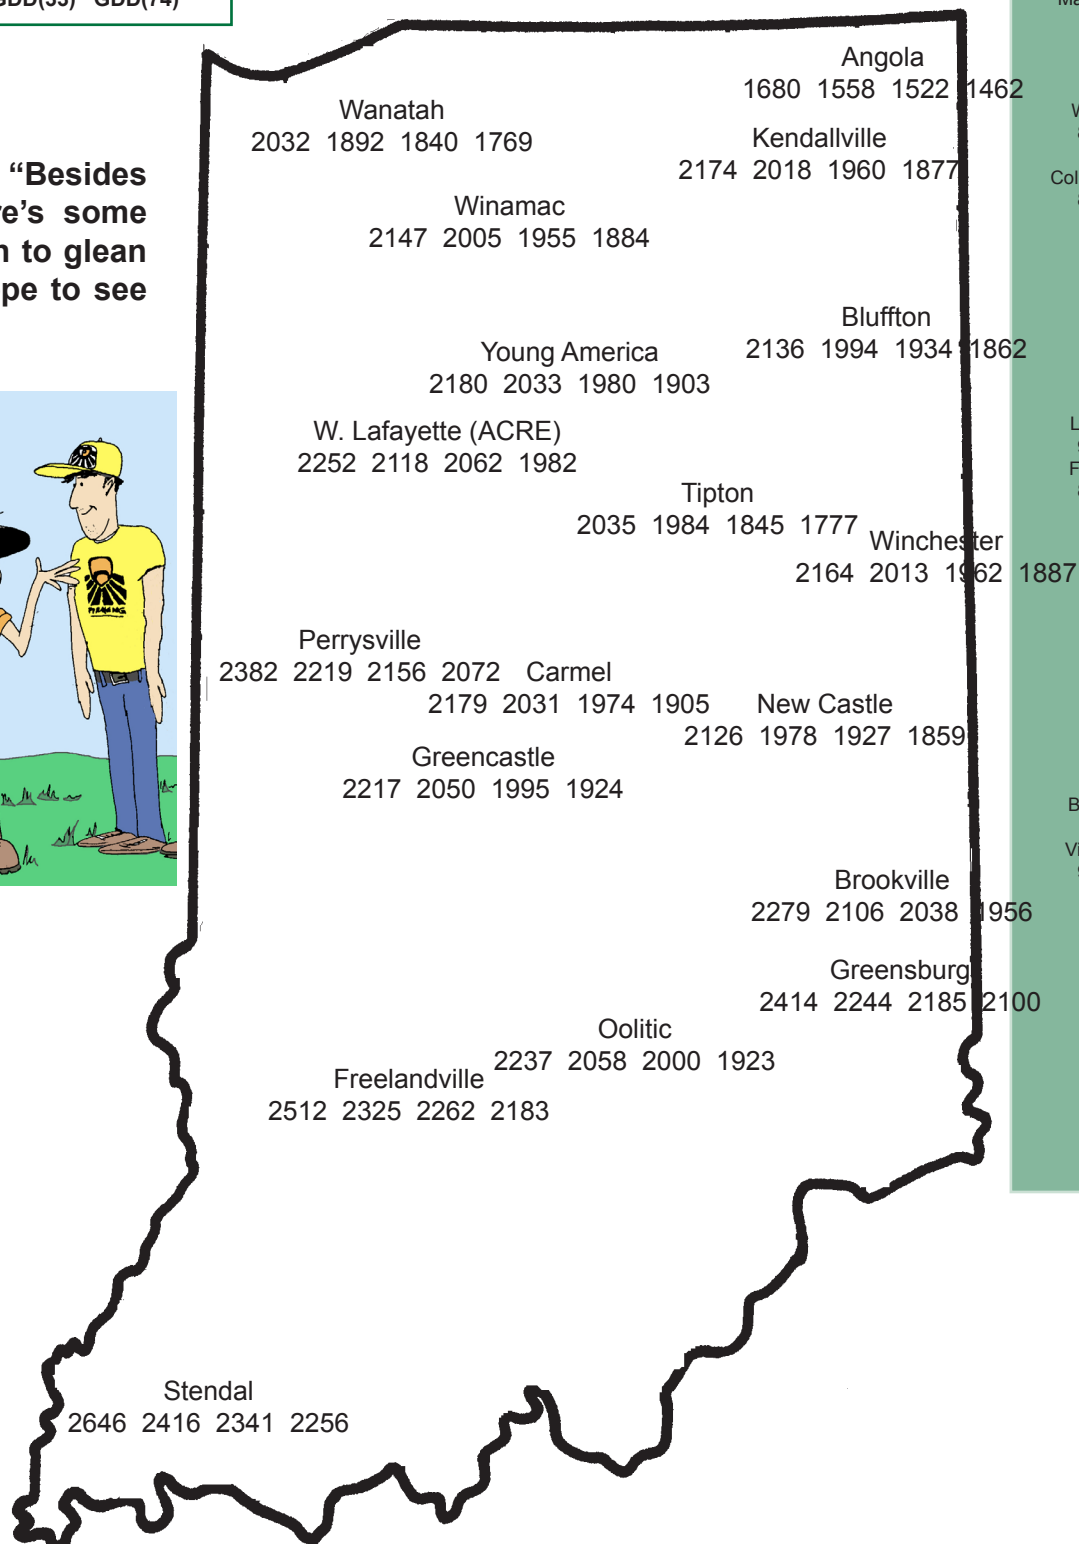 GDD(53) GDD(74)
Angola
1680 1558 1522 1462
Wanatah
2032 1892 1840 1769
Kendallville
2174 2018 1960 1877
“Besides
some
to glean
to see
Winamac
2147 2005 1955 1884
Bluffton
2136 1994 1934 1862
Young America
2180 2033 1980 1903
W. Lafayette (ACRE)
2252 2118 2062 1982
Tipton
2035 1984 1845 1777
Winchester
2164 2013 1962 1887
Perrysville
2382 2219 2156 2072
Carmel
2179 2031 1974 1905
New Castle
2126 1978 1927 1859
Greencastle
2217 2050 1995 1924
Brookville
2279 2106 2038 1956
Greensburg
2414 2244 2185 2100
Oolitic
2237 2058 2000 1923
Freelandville
2512 2325 2262 2183
Stendal
2646 2416 2341 2256